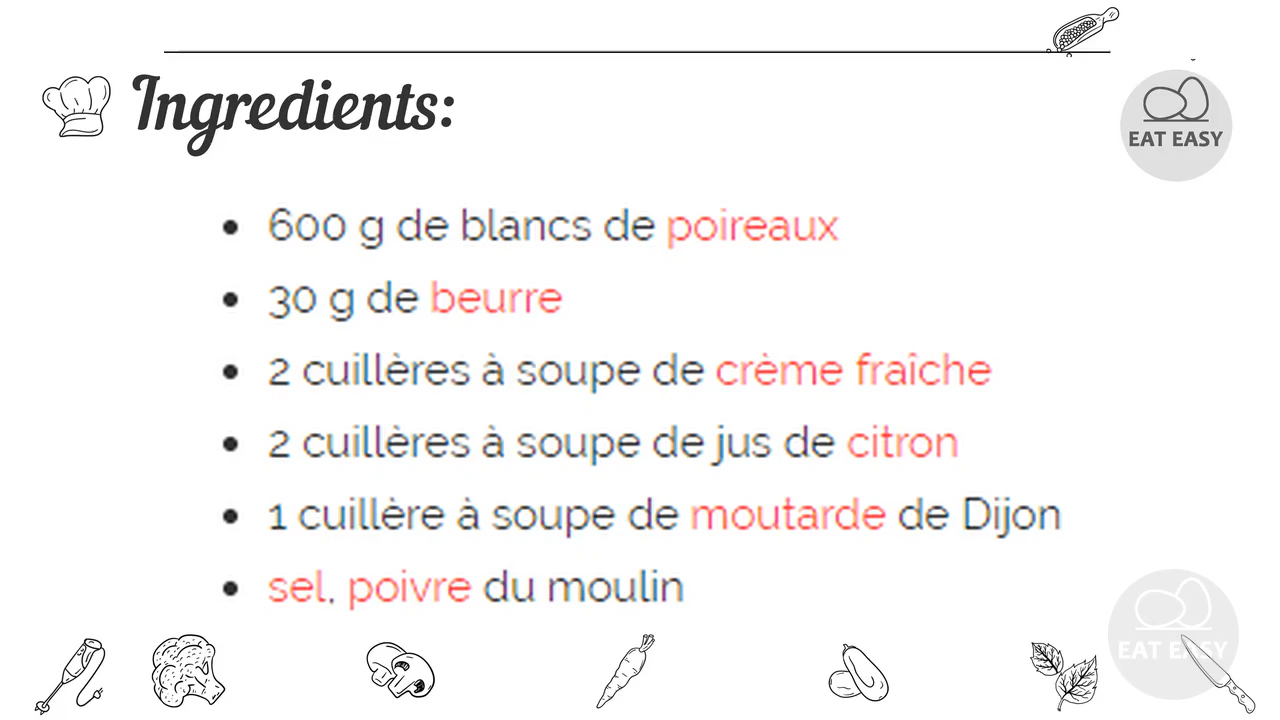 Ingredients:
EAT EASY
• 600 g de blancs de poireaux
• 30 g de beurre
• 2 cuillères à soupe de crème fraîche
• 2 cuillères à soupe de jus de citron
• 1 cuillère à soupe de moutarde de Dijon
• sel, poivre du moulin
EAT EASY